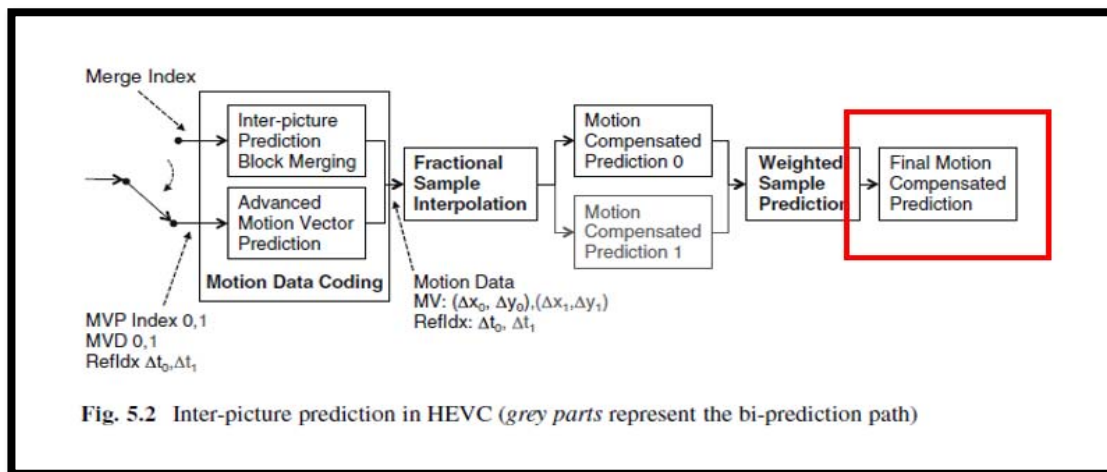 Merge Index
Inter-picture
Prediction
Block Merging
Advanced
Motion Vector
Prediction
Motion Data Coding
MVP Index 0,1
MVD 0,1
RefIdx Δt₀,Δt₁
Fractional
Sample
Interpolation
Motion Data
MV: (Δx₀, Δy₀),(Δx₁,Δy₁)
RefIdx: Δt₀, Δt₁
Motion
Compensated
Prediction 0
Motion
Compensated
Prediction 1
Weighted
Sample
Prediction
Final Motion
Compensated
Prediction
Fig. 5.2 Inter-picture prediction in HEVC (grey parts represent the bi-prediction path)